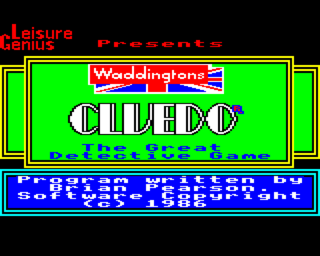 Leisure
Genius
Presents
Waddingtons
CLUEDO®
The Great
Detective Game
Program written by
Brian Pearson.
Software Copyright
(c) 1986